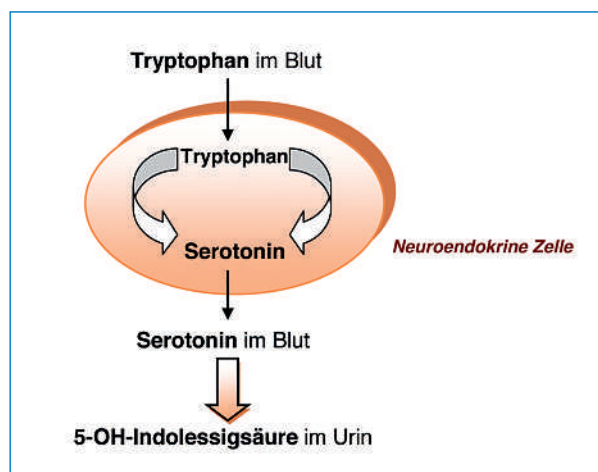 Tryptophan im Blut
Tryptophan
Serotonin
Neuroendokrine Zelle
Serotonin im Blut
5-OH-Indolessigsäure im Urin